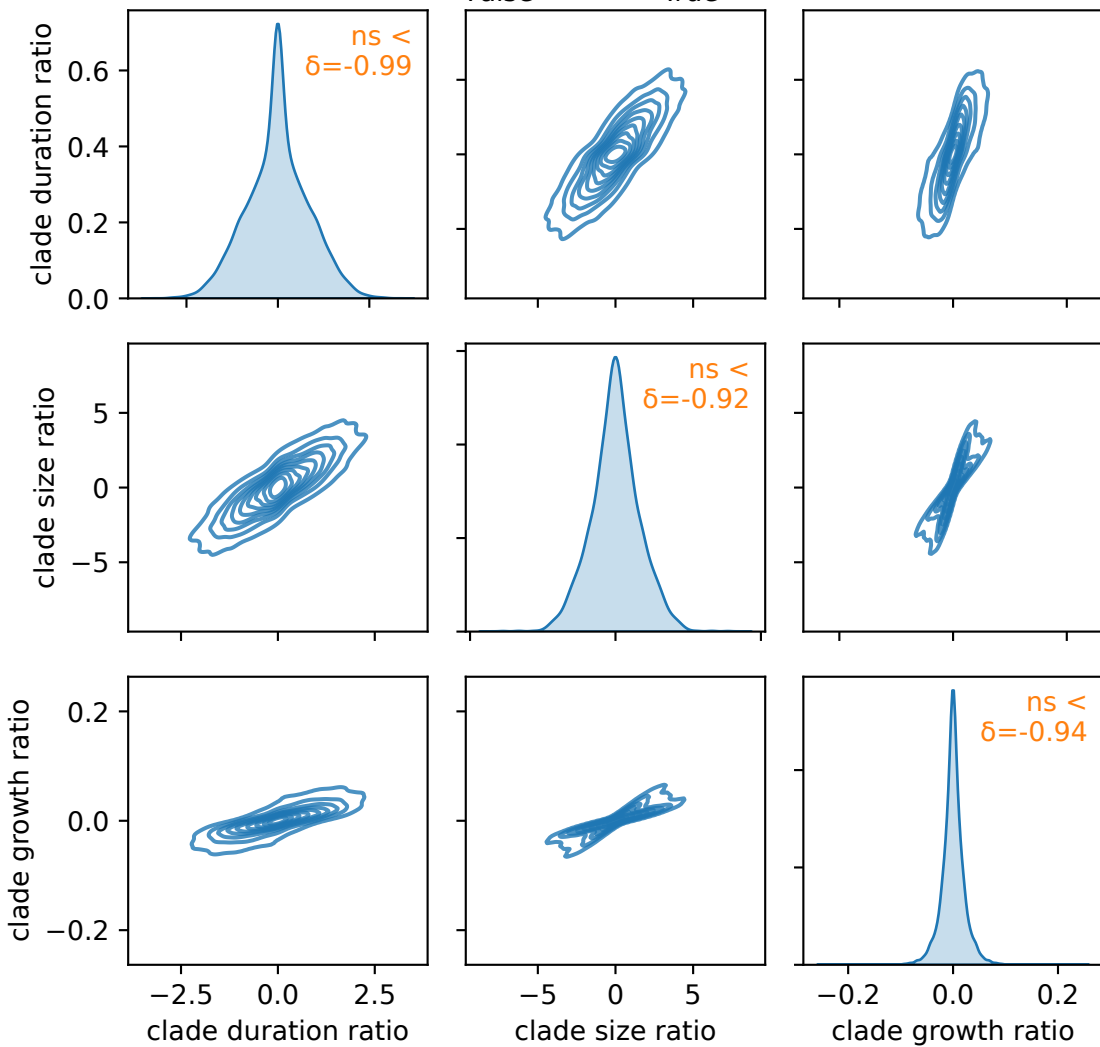 clade duration ratio
0.6
0.4
0.2
0.0
ns <
δ=-0.99
clade size ratio
5
0
−5
ns <
δ=-0.92
clade growth ratio
0.2
0.0
−0.2
ns <
δ=-0.94
−2.5 0.0 2.5
−5 0 5
−0.2 0.0 0.2
clade duration ratio
clade size ratio
clade growth ratio